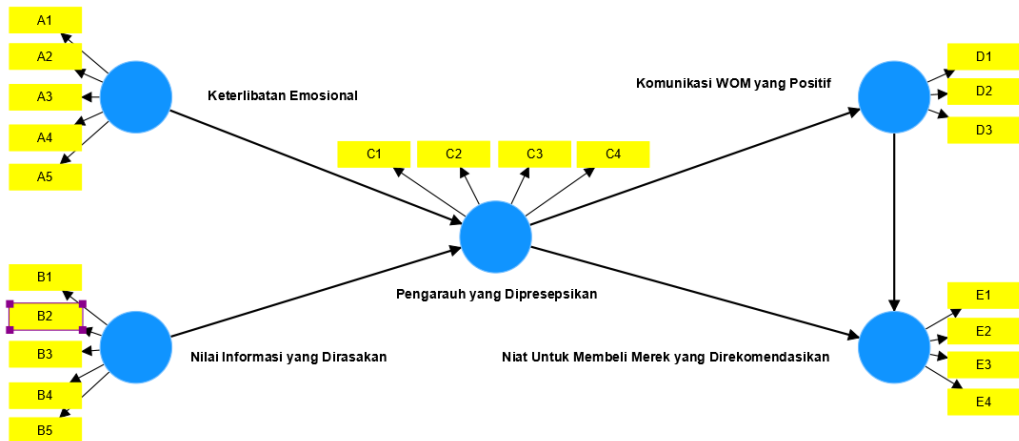 A1
A2
A3
A4
A5
Keterlibatan Emosional
Komunikasi WOM yang Positif
D1
D2
D3
C1
C2
C3
C4
Pengarauh yang Dipresepsikan
B1
B2
B3
B4
B5
Nilai Informasi yang Dirasakan
Niat Untuk Membeli Merek yang Direkomendasikan
E1
E2
E3
E4